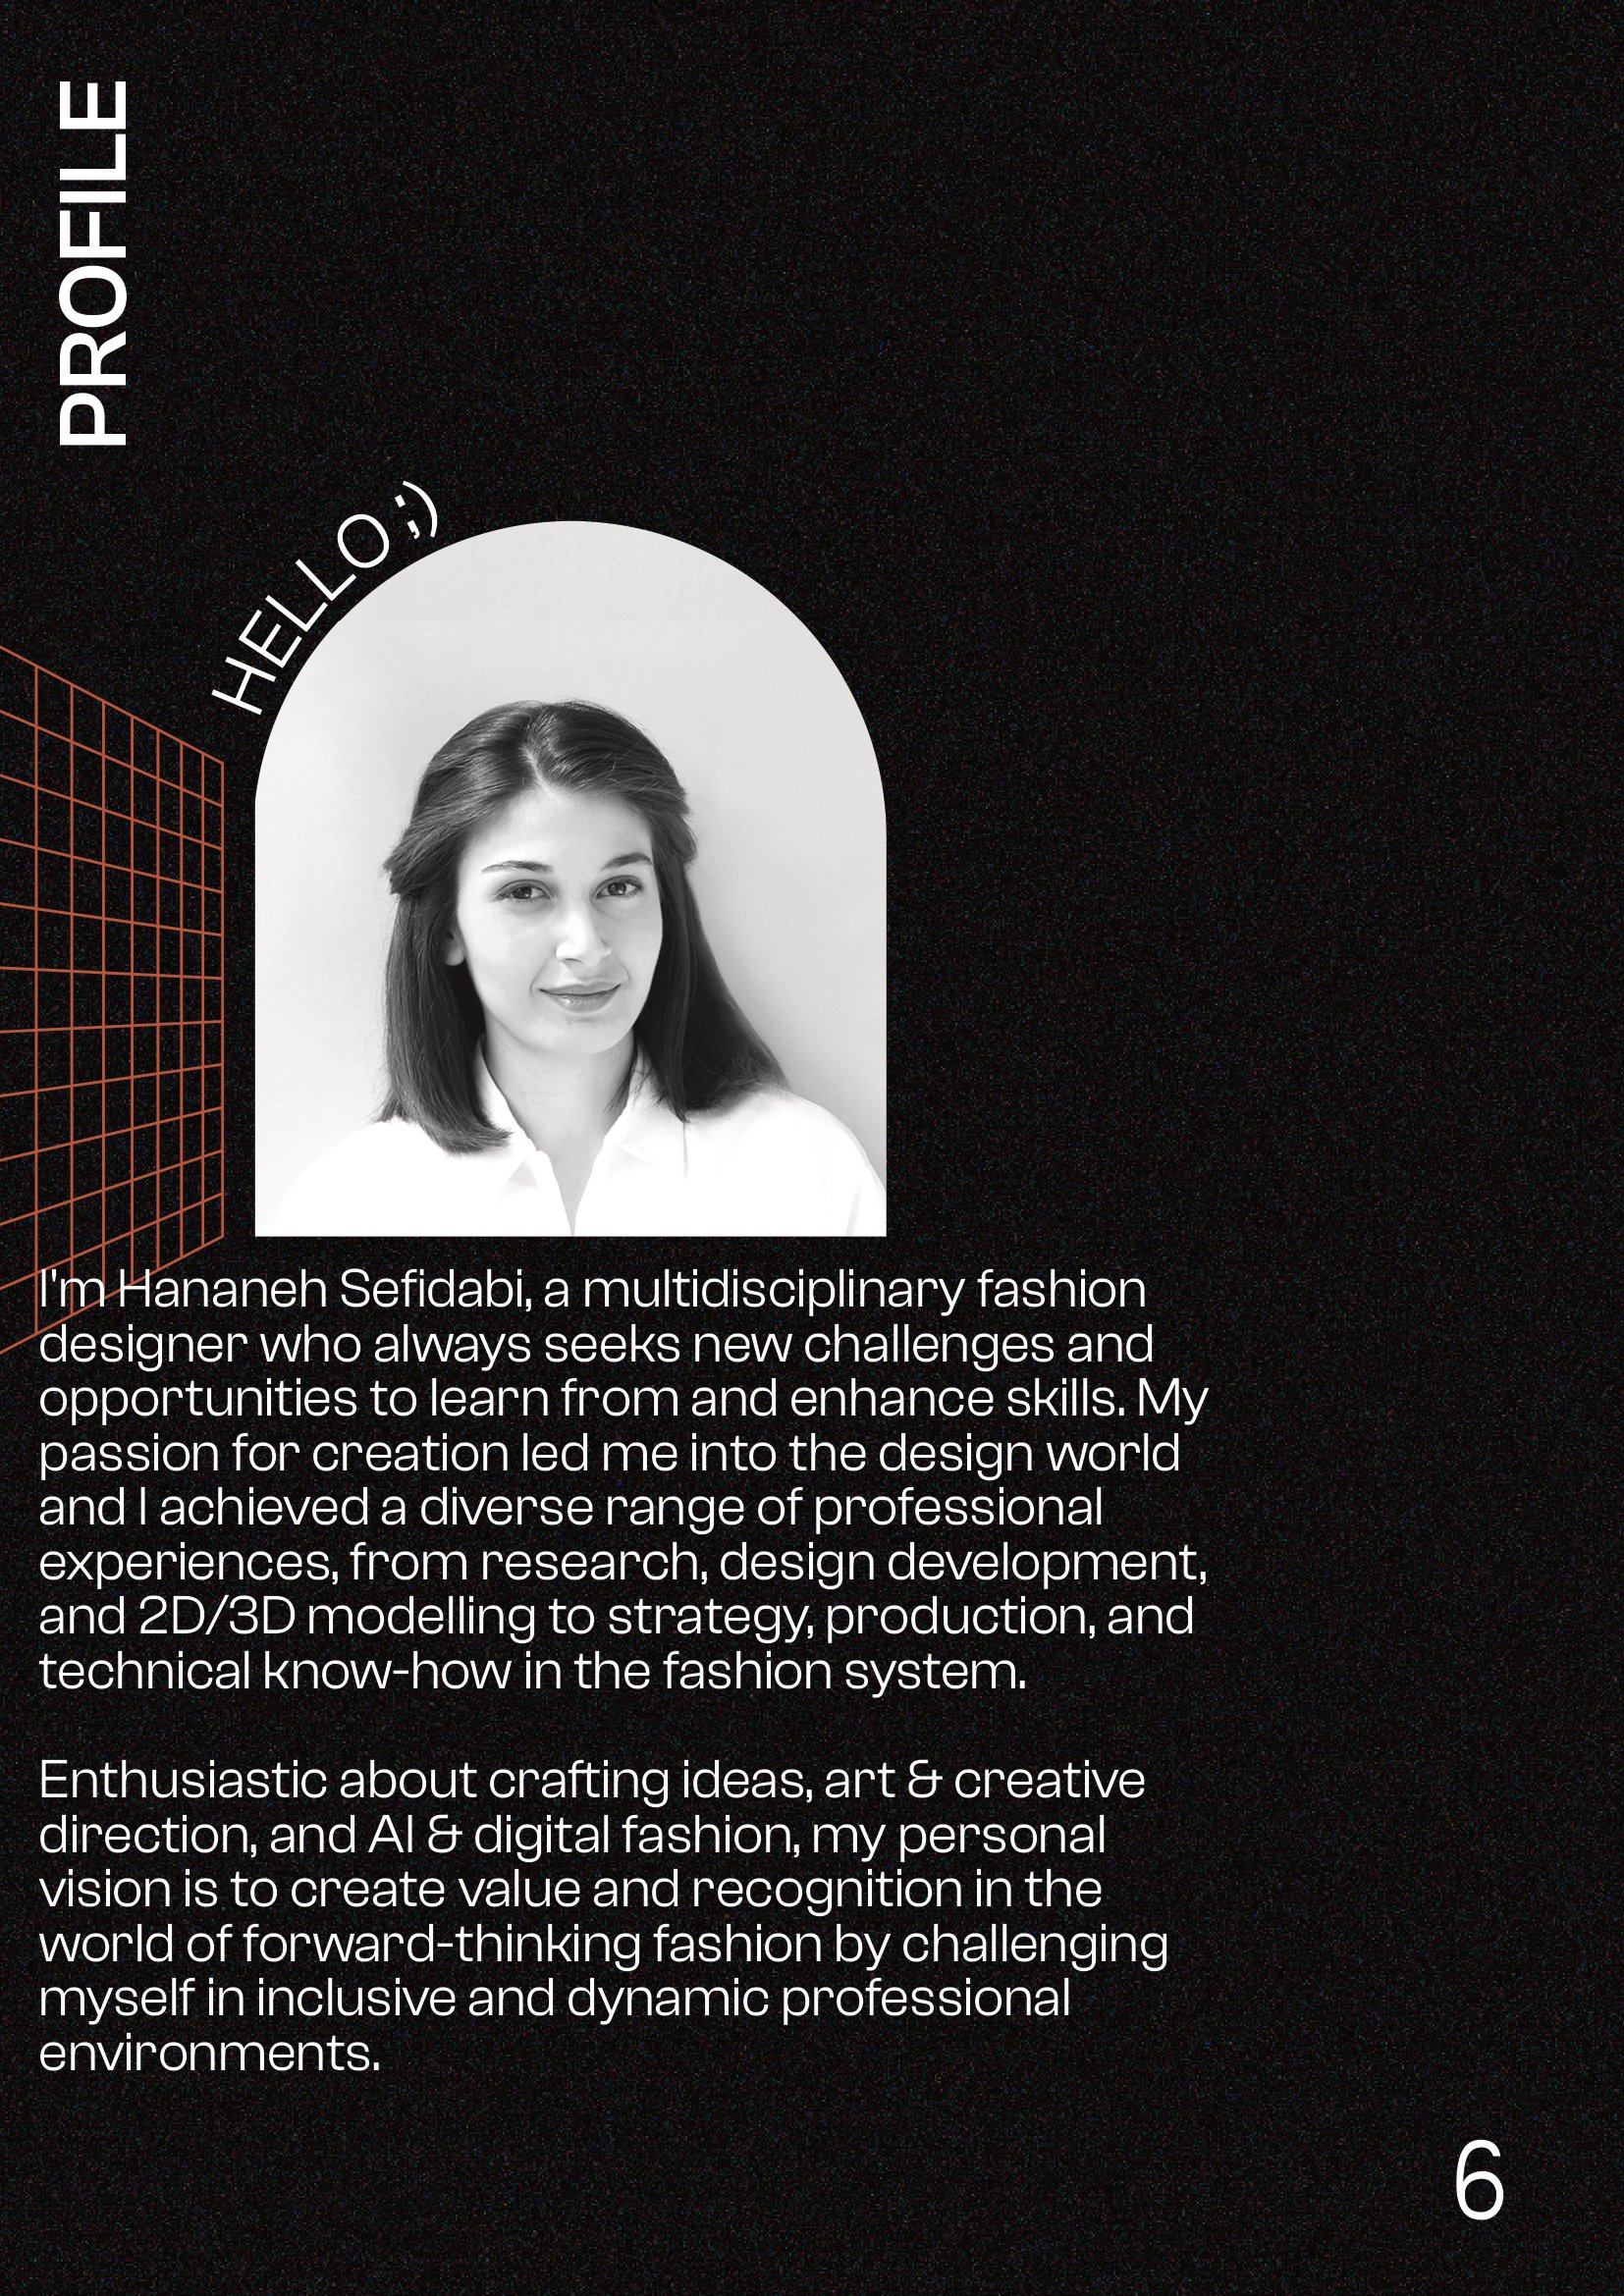 PROFILE
HELLO ;)
I'm Hananeh Sefidabi, a multidisciplinary fashion
designer who always seeks new challenges and
opportunities to learn from and enhance skills. My
passion for creation led me into the design world
and I achieved a diverse range of professional
experiences, from research, design development,
and 2D/3D modelling to strategy, production, and
technical know-how in the fashion system.
Enthusiastic about crafting ideas, art & creative
direction, and AI & digital fashion, my personal
vision is to create value and recognition in the
world of forward-thinking fashion by challenging
myself in inclusive and dynamic professional
environments.
6